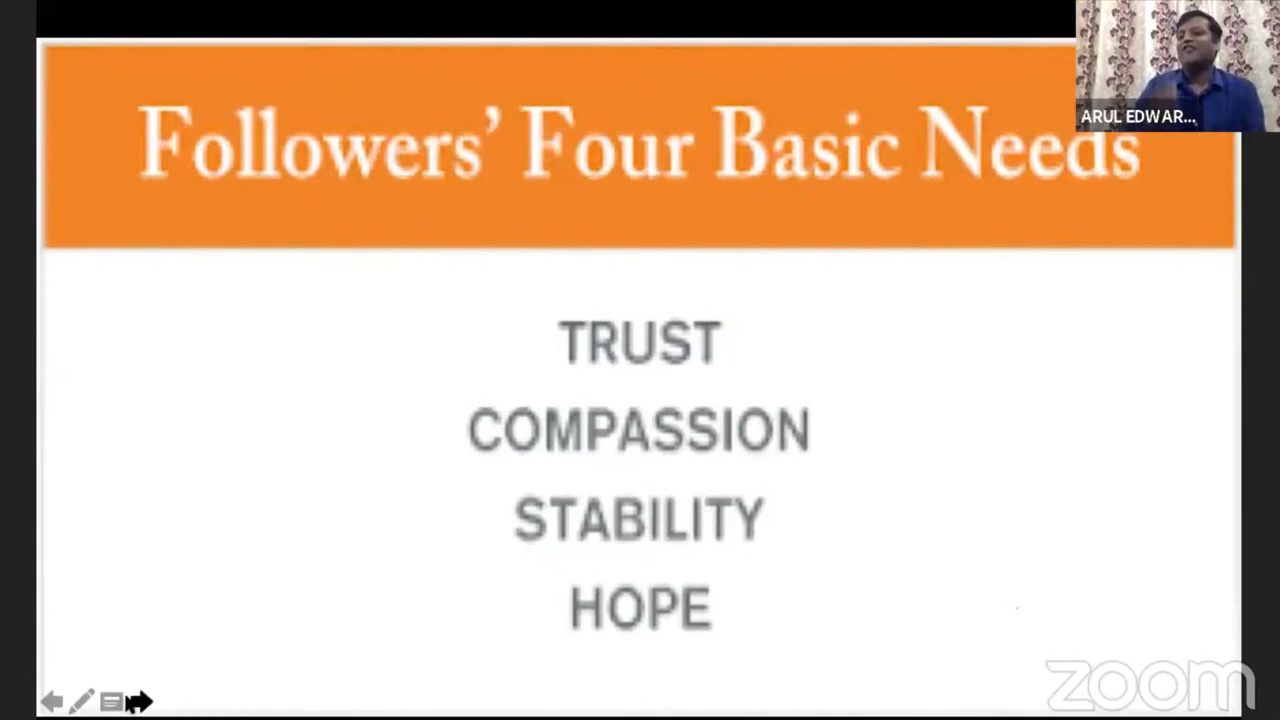 Followers’ Four Basic Needs
ARUL EDWAR...
TRUST
COMPASSION
STABILITY
HOPE
zoom